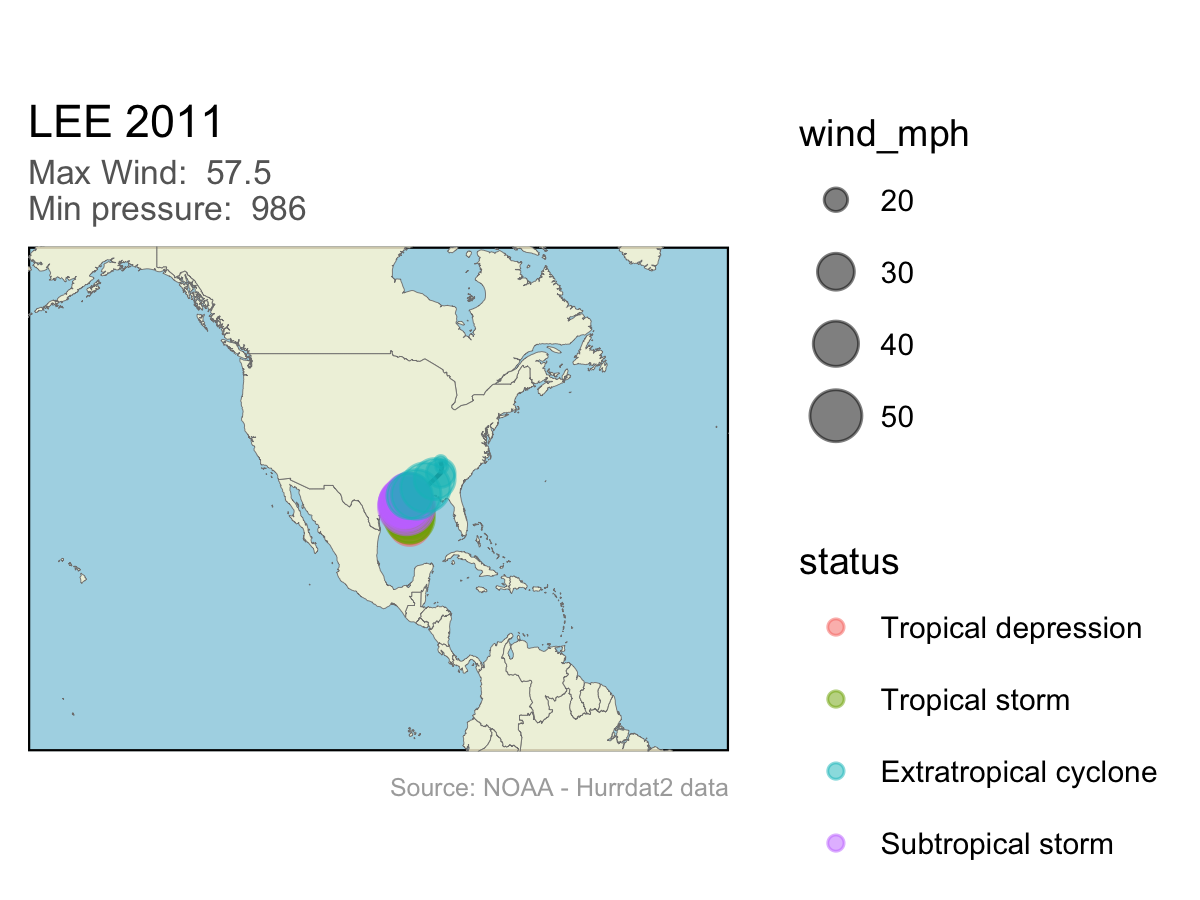 LEE 2011
Max Wind:  57.5
Min pressure:  986
wind_mph
20
30
40
50
status
Tropical depression
Tropical storm
Extratropical cyclone
Subtropical storm
Source: NOAA - Hurrdat2 data